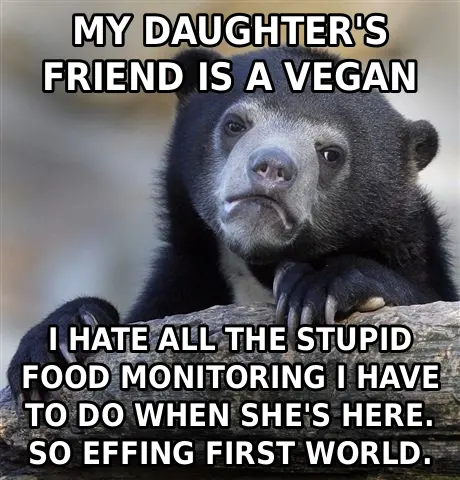 MY DAUGHTER'S
FRIEND IS A VEGAN
I HATE ALL THE STUPID
FOOD MONITORING I HAVE
TO DO WHEN SHE'S HERE.
SO EFFING FIRST WORLD.